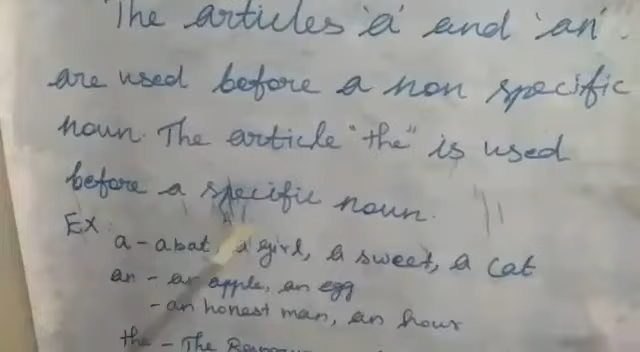 The articles 'a' and 'an'.
are used before a non specific
noun. The article "the" is used
before a specific noun.
Ex
a - a bat, a girl, a sweet, a cat
an - an apple, an egg
- an honest man, an hour
the - The